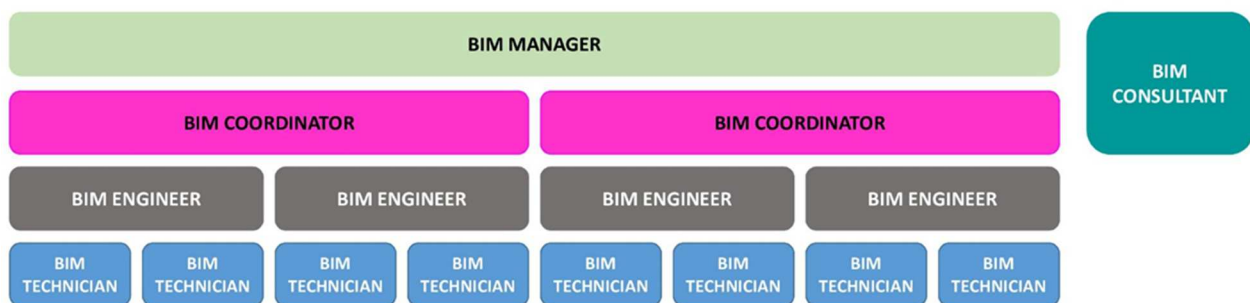 BIM MANAGER
BIM
CONSULTANT
BIM COORDINATOR
BIM COORDINATOR
BIM ENGINEER
BIM ENGINEER
BIM ENGINEER
BIM ENGINEER
BIM
TECHNICIAN
BIM
TECHNICIAN
BIM
TECHNICIAN
BIM
TECHNICIAN
BIM
TECHNICIAN
BIM
TECHNICIAN
BIM
TECHNICIAN
BIM
TECHNICIAN